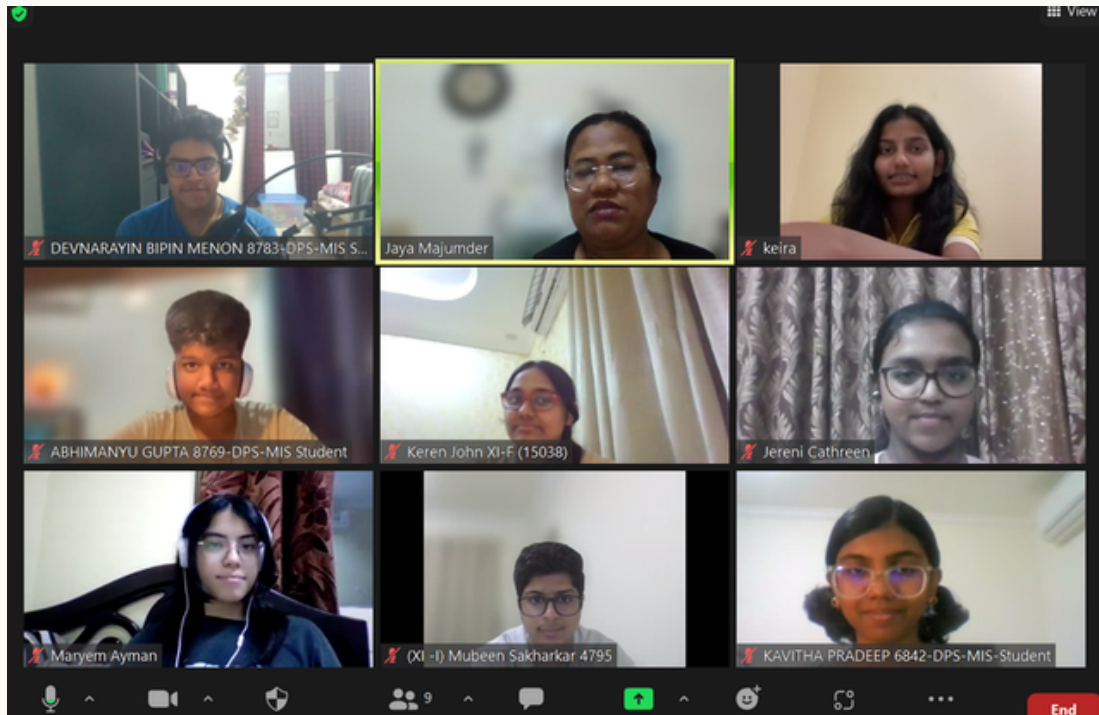 View
DEVNARAYIN BIPIN MENON 8783-DPS-MIS S...
Jaya Majumder
keira
ABHIMANYU GUPTA 8769-DPS-MIS Student
Keren John XI-F (15038)
Jereni Cathreen
Maryem Ayman
(XI -I) Mubeen Sakharkar 4795
KAVITHA PRADEEP 6842-DPS-MIS-Student
9
End